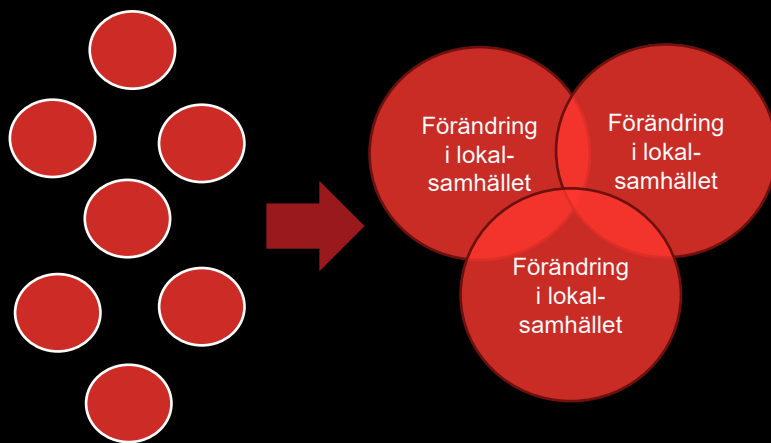 Förändring
i lokal-
samhället
Förändring
i lokal-
samhället
Förändring
i lokal-
samhället